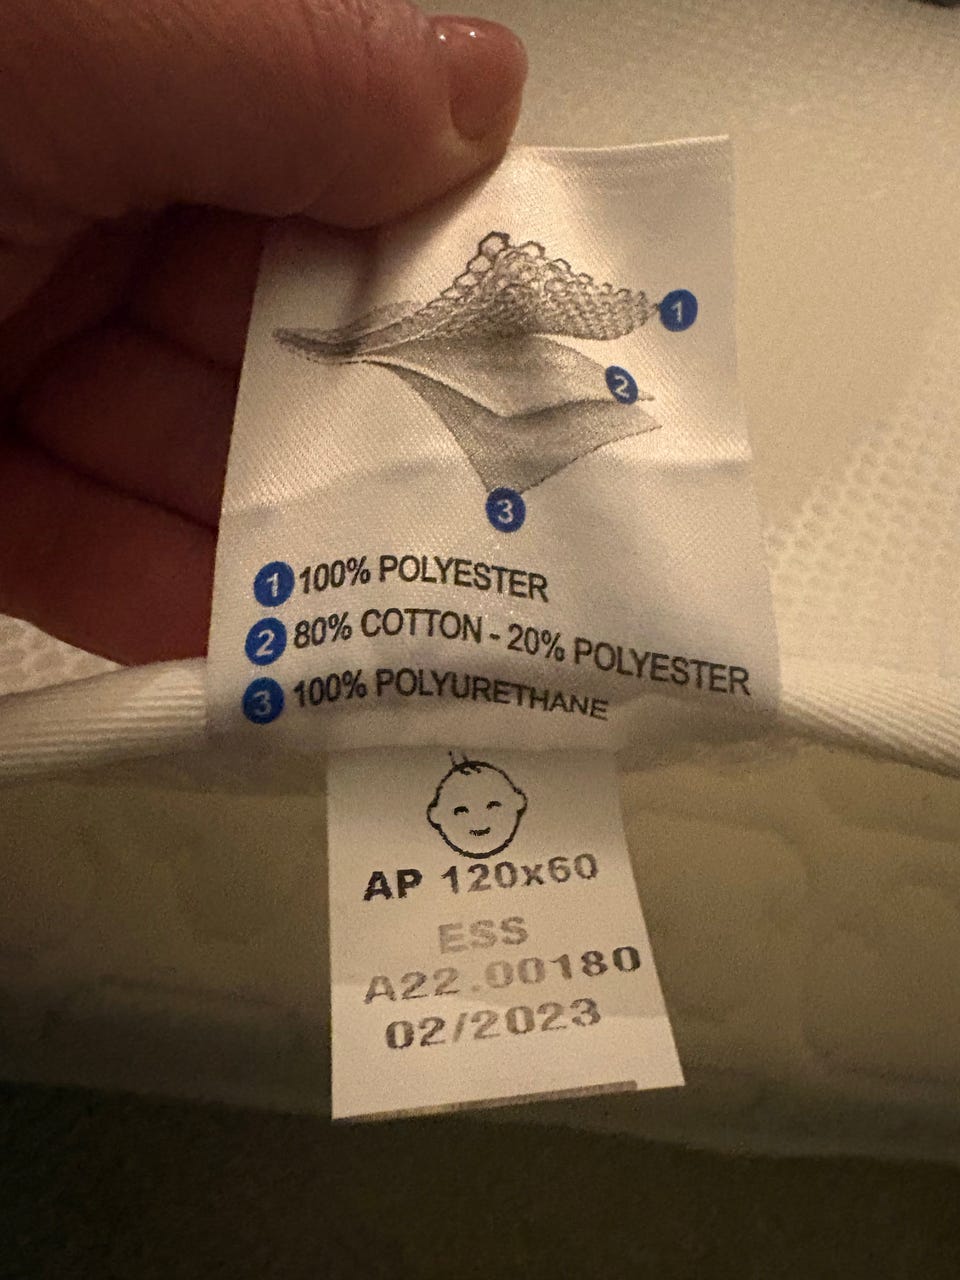 1
2
3
1 100% POLYESTER
2 80% COTTON - 20% POLYESTER
3 100% POLYURETHANE
AP 120x60
ESS
A22.00180
02/2023